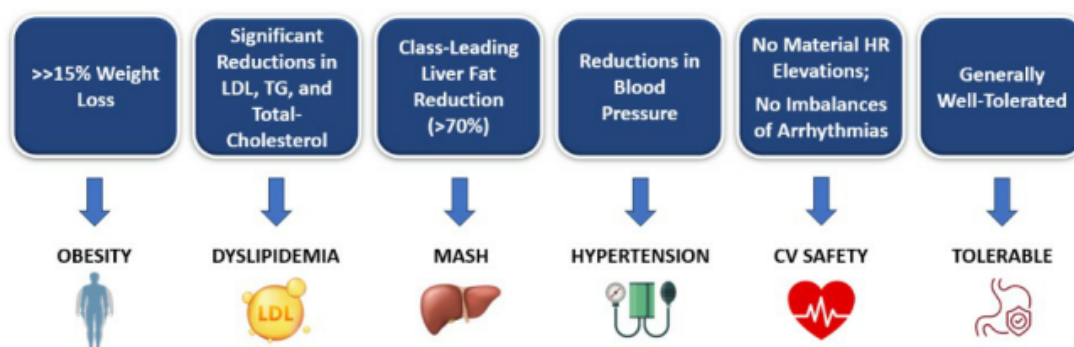 >>15% Weight
Loss
Significant
Reductions in
LDL, TG, and
Total-
Cholesterol
Class-Leading
Liver Fat
Reduction
(>70%)
Reductions in
Blood
Pressure
No Material HR
Elevations;
No Imbalances
of Arrhythmias
Generally
Well-Tolerated
OBESITY
DYSLIPIDEMIA
MASH
HYPERTENSION
CV SAFETY
TOLERABLE
LDL